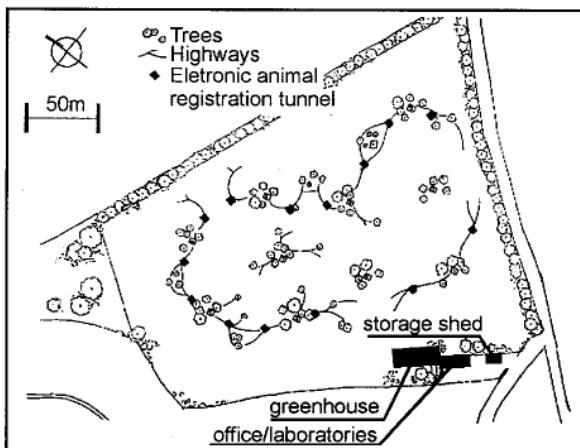 Trees
Highways
Eletronic animal
registration tunnel
50m
storage shed
greenhouse
office/laboratories